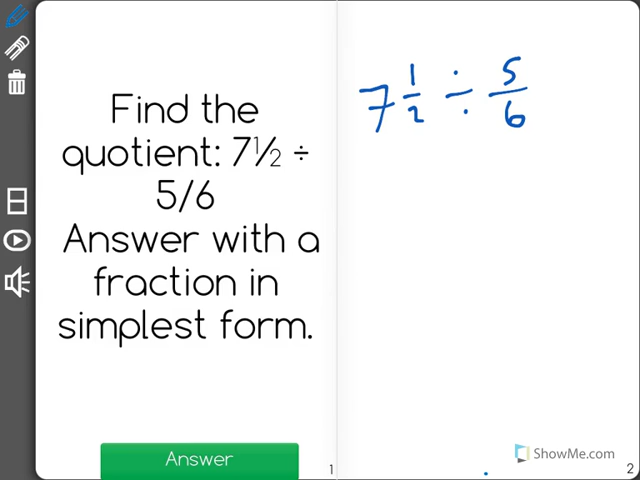 Find the
quotient: 7½ ÷
5/6
Answer with a
fraction in
simplest form.
Answer
1
7 1/2 ÷ 5/6
ShowMe.com
2